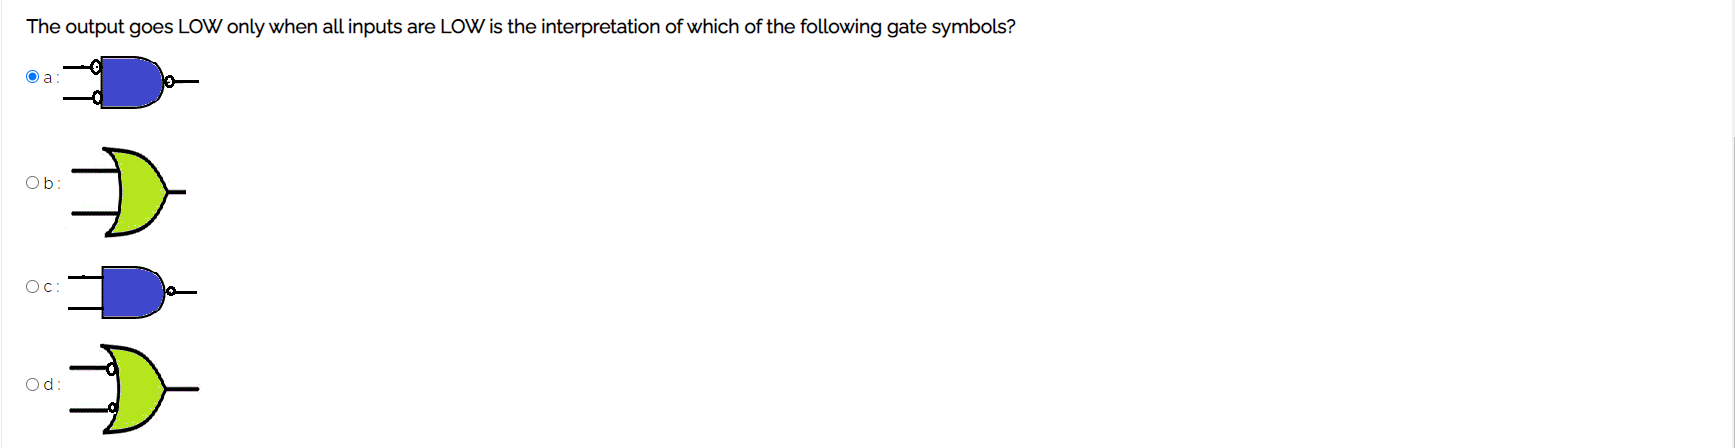 The output goes LOW only when all inputs are LOW is the interpretation of which of the following gate symbols?
a:
b:
c:
d: